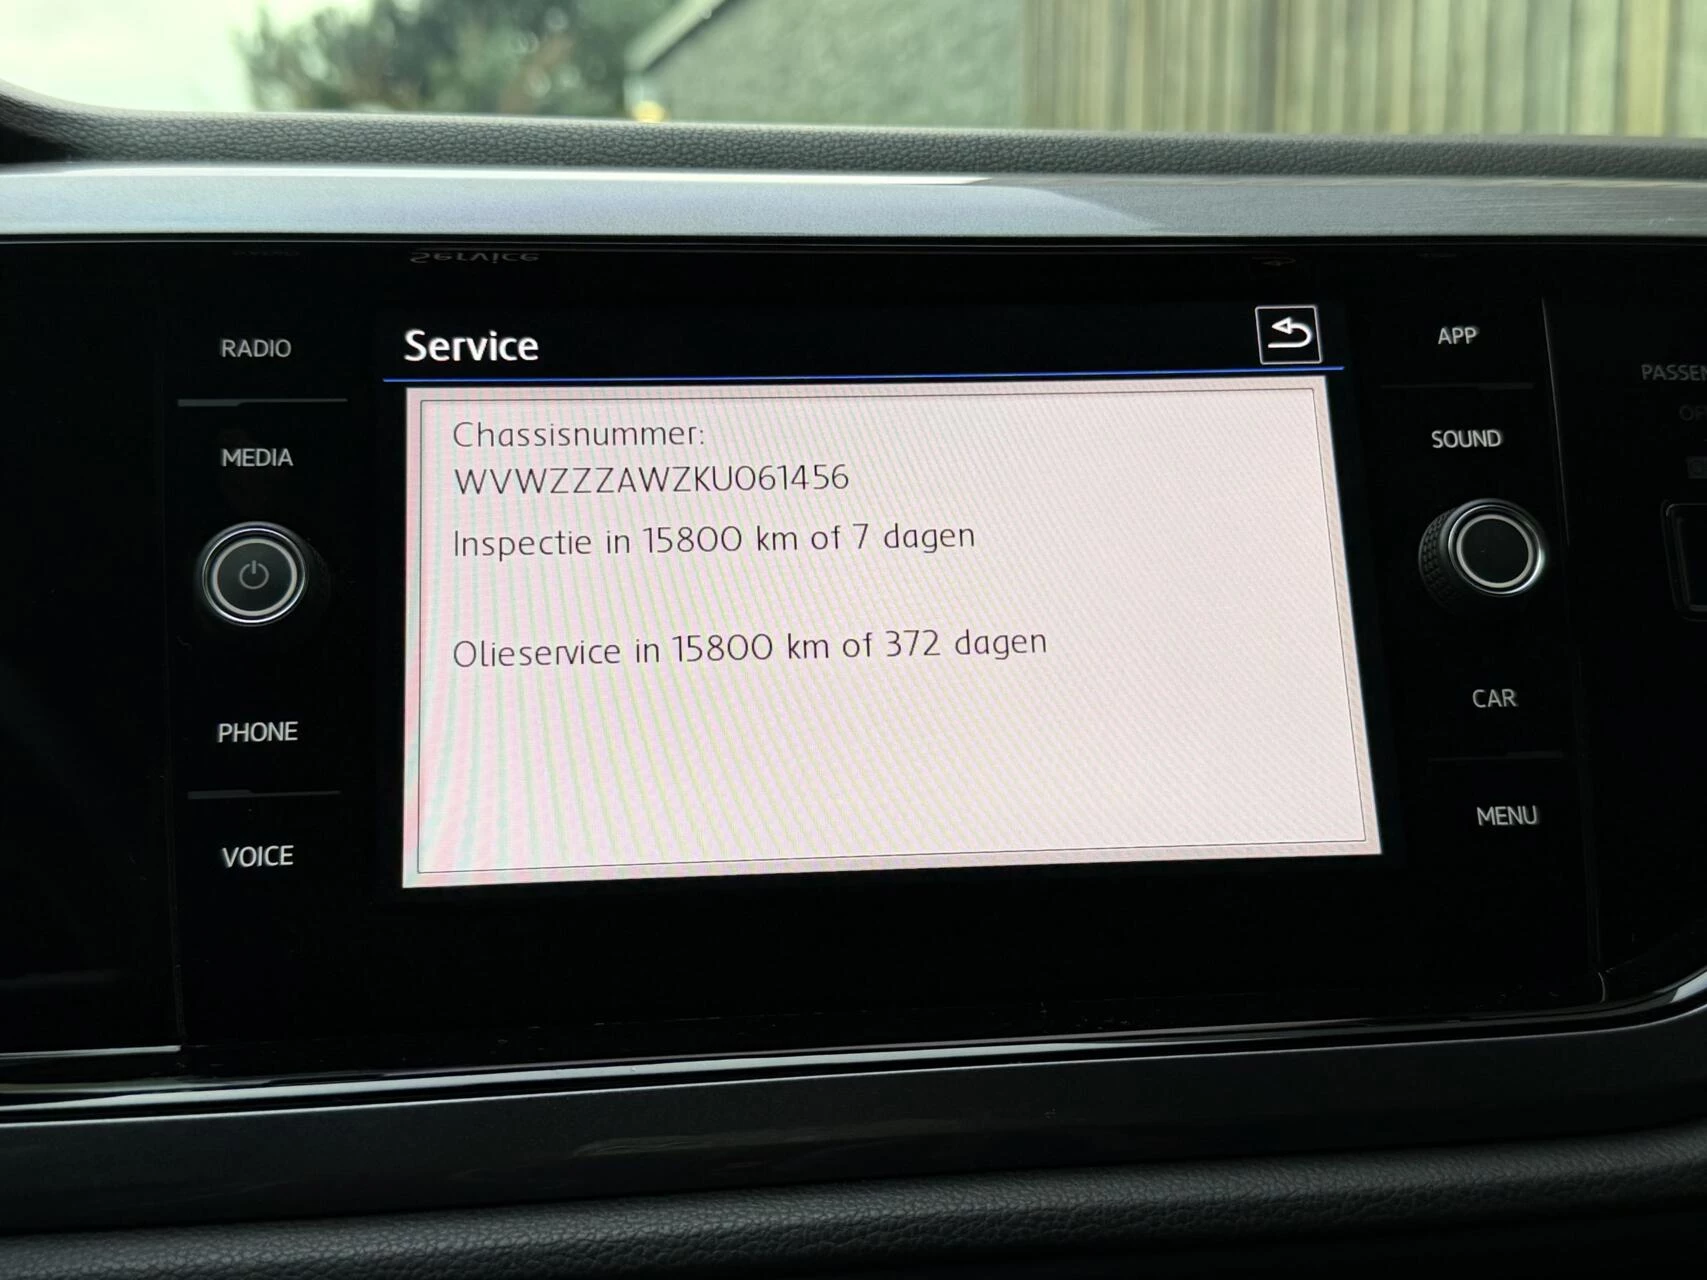 Service
RADIO
MEDIA
PHONE
VOICE
Service
Chassisnummer:
WVWZZZAWZKU061456
Inspectie in 15800 km of 7 dagen
Olieservice in 15800 km of 372 dagen
APP
SOUND
CAR
MENU